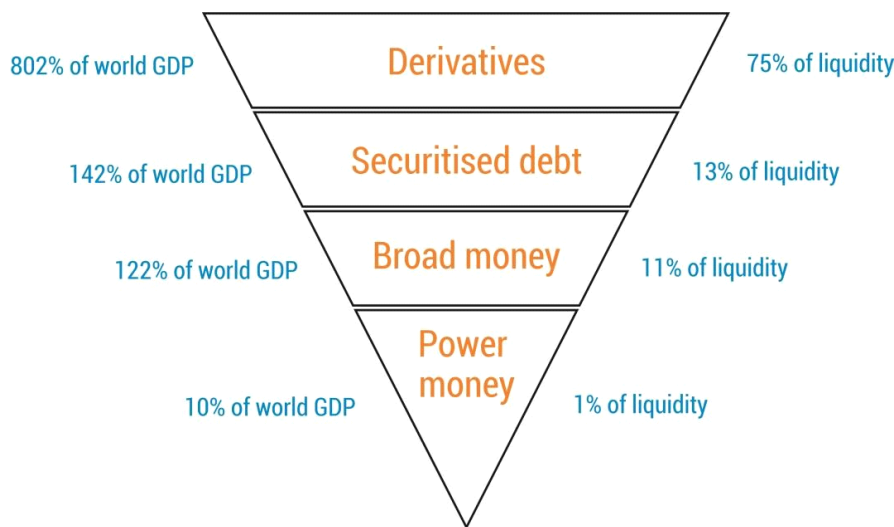 802% of world GDP
Derivatives
75% of liquidity
142% of world GDP
Securitised debt
13% of liquidity
122% of world GDP
Broad money
11% of liquidity
10% of world GDP
Power
money
1% of liquidity